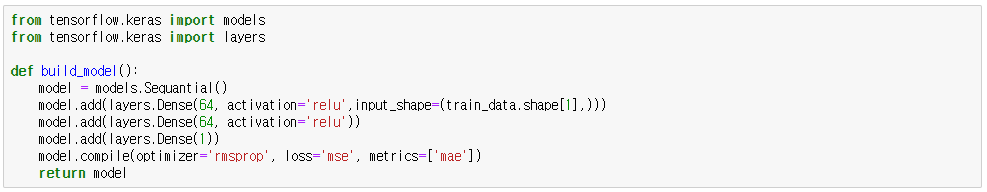 from tensorflow.keras import models
from tensorflow.keras import layers

def build_model():
    model = models.Sequantial()
    model.add(layers.Dense(64, activation='relu',input_shape=(train_data.shape[1],)))
    model.add(layers.Dense(64, activation='relu'))
    model.add(layers.Dense(1))
    model.compile(optimizer='rmsprop', loss='mse', metrics=['mae'])
    return model